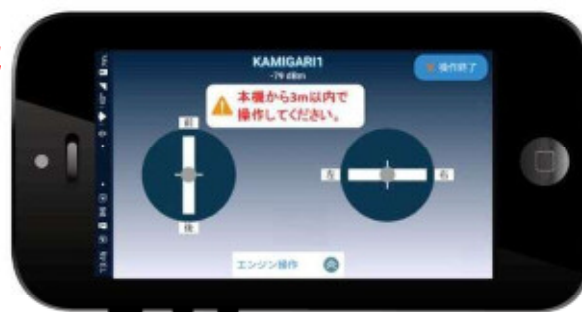 KAMIGARI1
-79 dBm
操作終了
本機から3m以内で
操作してください。
前
後
左
右
エンジン操作